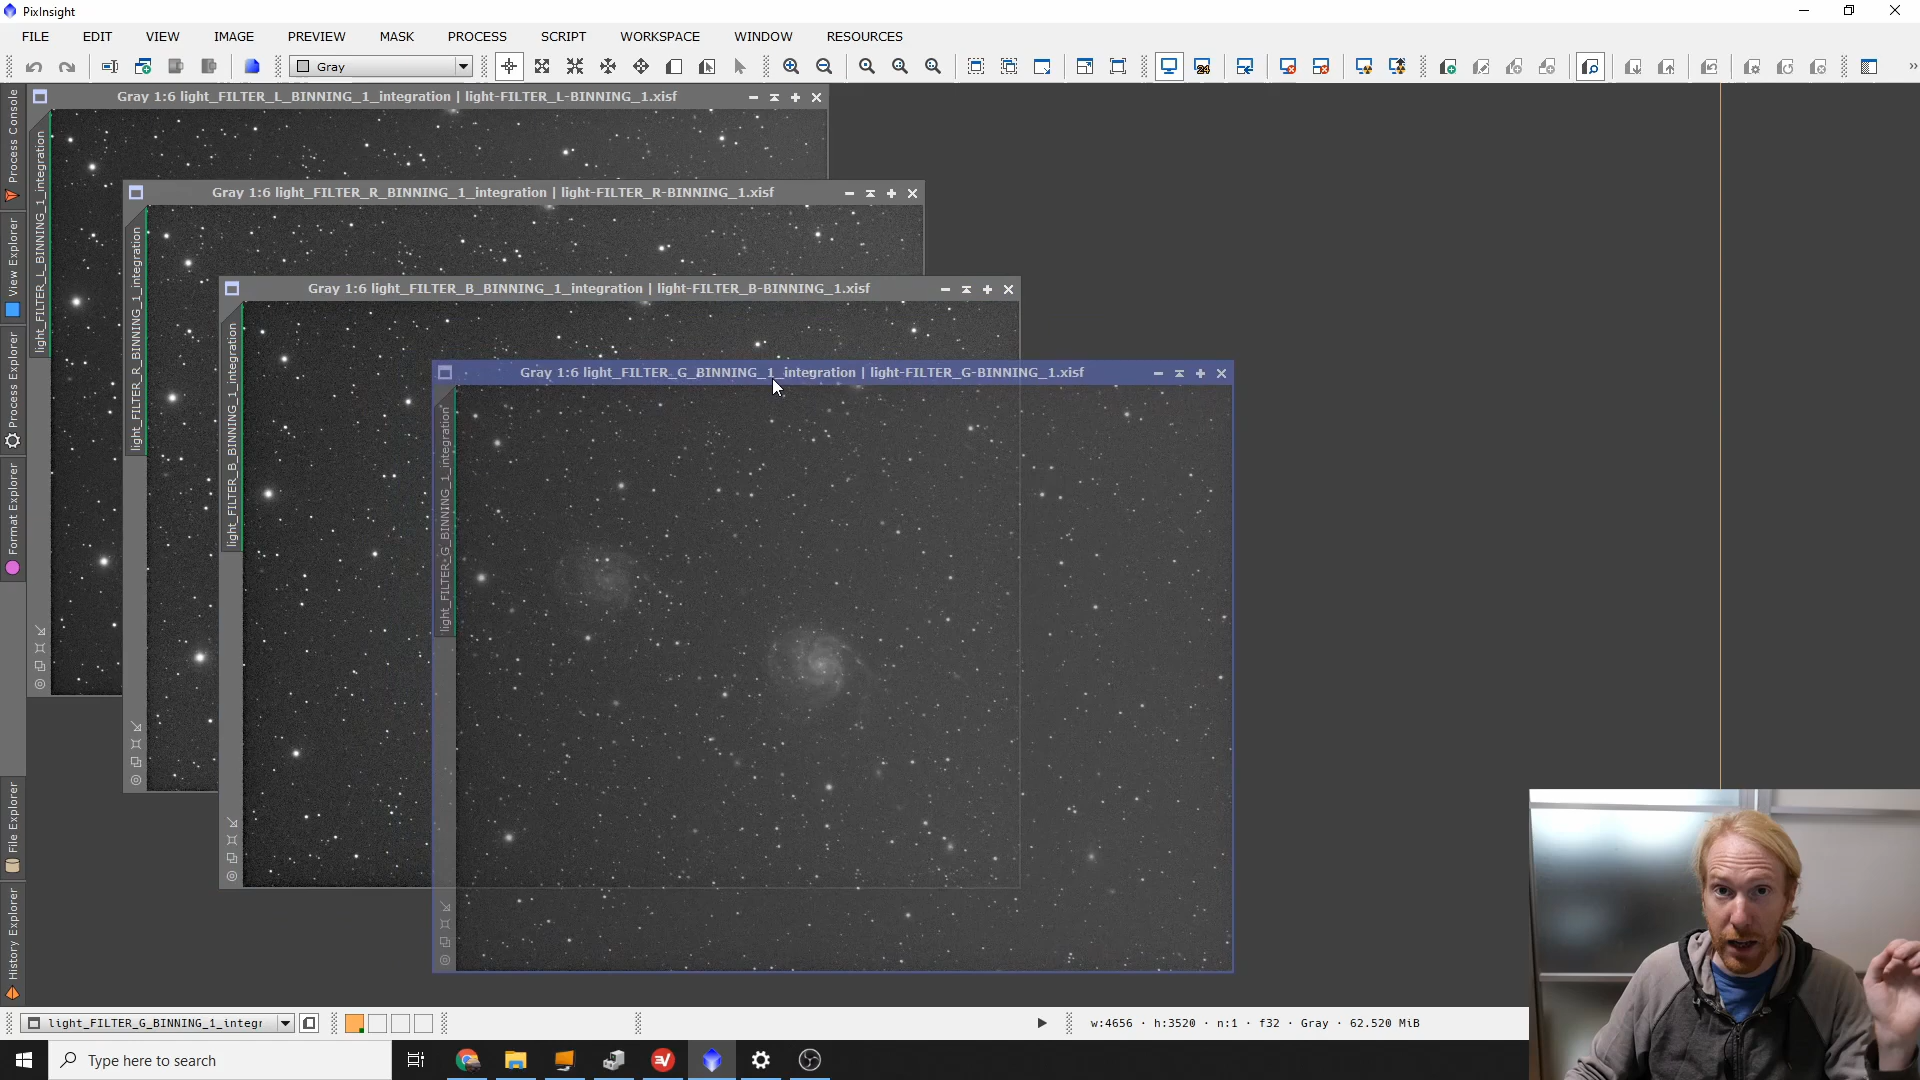 PixInsight
FILE EDIT VIEW IMAGE PREVIEW MASK PROCESS SCRIPT WORKSPACE WINDOW RESOURCES
Gray
24
Process Console
View Explorer
Process Explorer
Format Explorer
File Explorer
History Explorer
Gray 1:6 light_FILTER_L_BINNING_1_integration | light-FILTER_L-BINNING_1.xisf
light_FILTER_L_BINNING_1_integration
Gray 1:6 light_FILTER_R_BINNING_1_integration | light-FILTER_R-BINNING_1.xisf
light_FILTER_R_BINNING_1_integration
Gray 1:6 light_FILTER_B_BINNING_1_integration | light-FILTER_B-BINNING_1.xisf
light_FILTER_B_BINNING_1_integration
Gray 1:6 light_FILTER_G_BINNING_1_integration | light-FILTER_G-BINNING_1.xisf
light_FILTER_G_BINNING_1_integration
light_FILTER_G_BINNING_1_integr
w:4656 · h:3520 · n:1 · f32 · Gray · 62.520 MiB
Type here to search